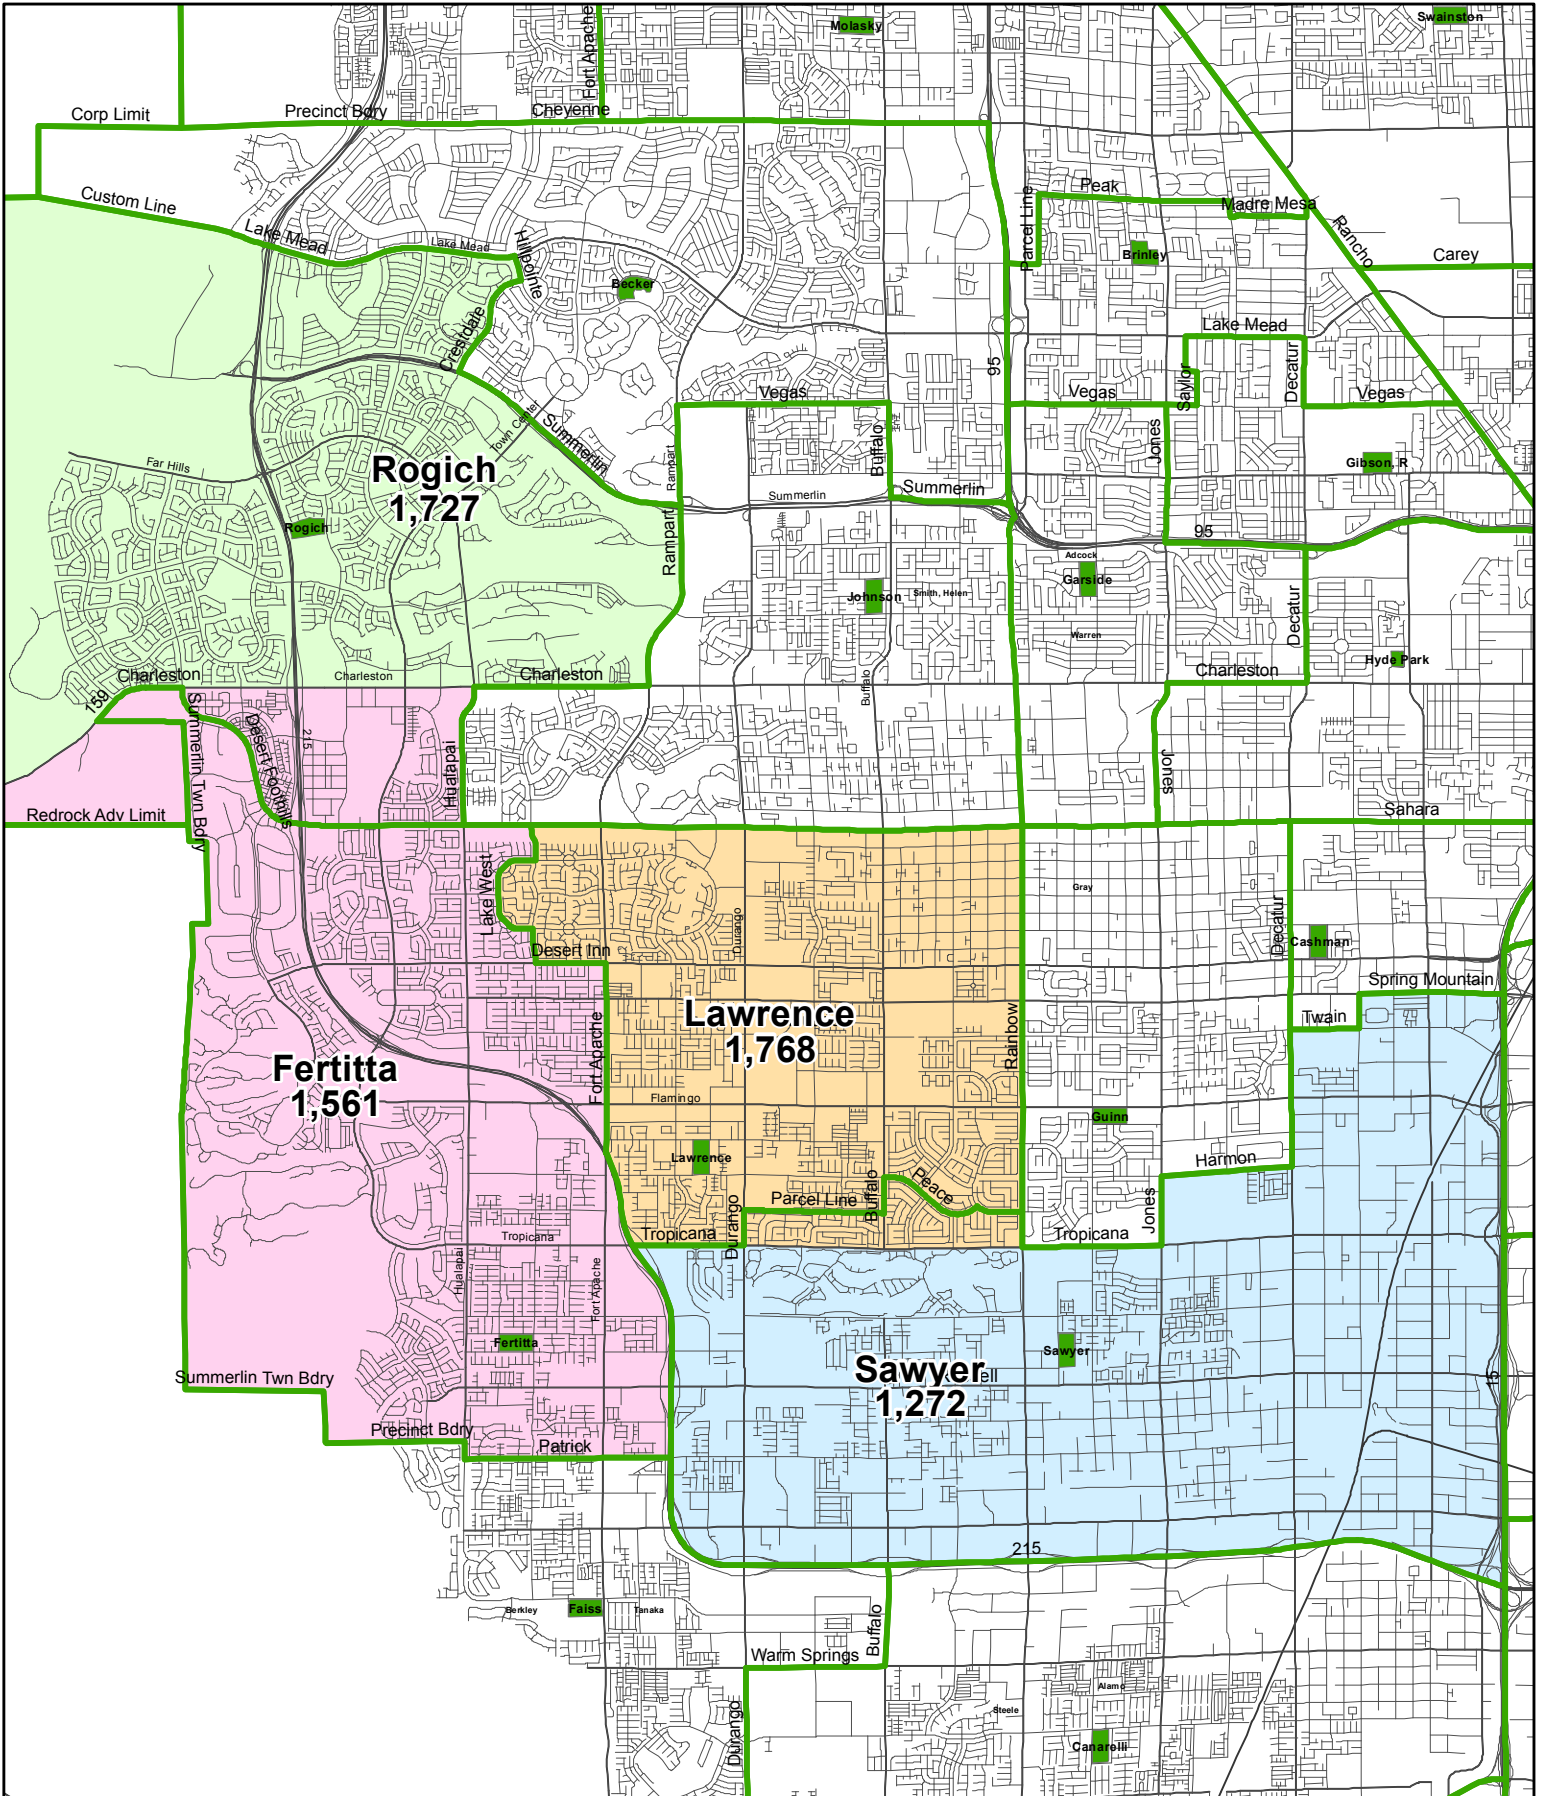 Molasky
Swainston
Fort Apache
Corp Limit
Precinct Bdry
Cheyenne
Custom Line
Peak
Parcel Line
Madre Mesa
Lake Mead
Lake Mead
Hillpointe
Rancho
Brinley
Carey
Becker
Crestdale
Lake Mead
95
Vegas
Vegas
Saylor
Decatur
Vegas
Town Center
Summerlin
Rampart
Buffalo
Jones
Far Hills
Rogich
1,727
Gibson, R
Summerlin
Summerlin
Rogich
Rampart
95
Adcock
Garside
Johnson
Smith, Helen
Decatur
Warren
Hyde Park
Charleston
Charleston
Charleston
Charleston
159
Buffalo
Summerlin Twn Bdry
Desert Foothills
215
Hualapai
Jones
Redrock Adv Limit
Sahara
Lake West
Gray
Durango
Decatur
Cashman
Desert Inn
Spring Mountain
Lawrence
1,768
Twain
Rainbow
Fort Apache
Fertitta
1,561
Flamingo
Guinn
Lawrence
Harmon
Peace
Buffalo
Parcel Line
Durango
Jones
Tropicana
Tropicana
Tropicana
Hualapai
Fort Apache
Fertitta
Sawyer
Sawyer
1,272
ell
15
Summerlin Twn Bdry
Precinct Bdry
Patrick
215
Berkley
Faiss
Tanaka
Buffalo
Warm Springs
Alamo
Steele
Durango
Canarelli